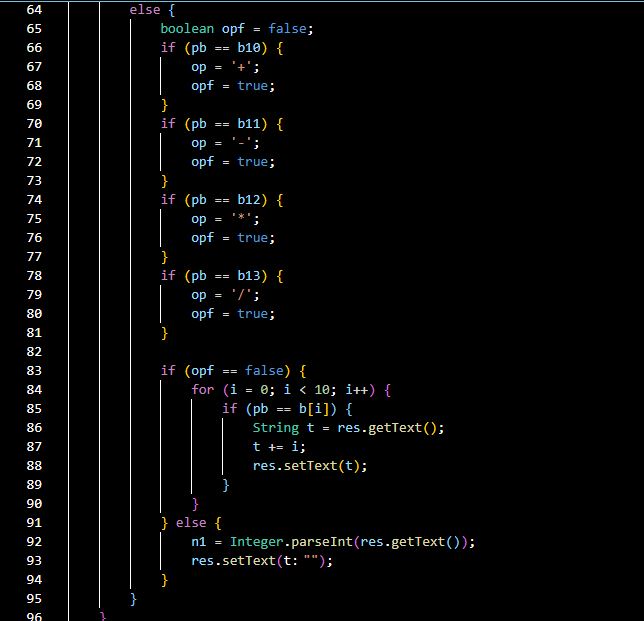 64 else {
65 boolean opf = false;
66 if (pb == b10) {
67 op = '+';
68 opf = true;
69 }
70 if (pb == b11) {
71 op = '-';
72 opf = true;
73 }
74 if (pb == b12) {
75 op = '*';
76 opf = true;
77 }
78 if (pb == b13) {
79 op = '/';
80 opf = true;
81 }
82
83 if (opf == false) {
84 for (i = 0; i < 10; i++) {
85 if (pb == b[i]) {
86 String t = res.getText();
87 t += i;
88 res.setText(t);
89 }
90 }
91 } else {
92 n1 = Integer.parseInt(res.getText());
93 res.setText(t: "");
94 }
95 }
96 }